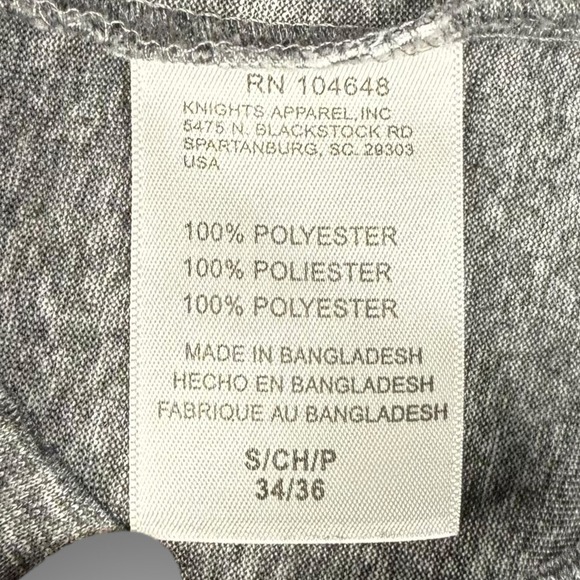 RN 104648
KNIGHTS APPAREL, INC
5475 N. BLACKSTOCK RD
SPARTANBURG, SC. 29303
USA
100% POLYESTER
100% POLIESTER
100% POLYESTER
MADE IN BANGLADESH
HECHO EN BANGLADESH
FABRIQUE AU BANGLADESH
S/CH/P
34/36